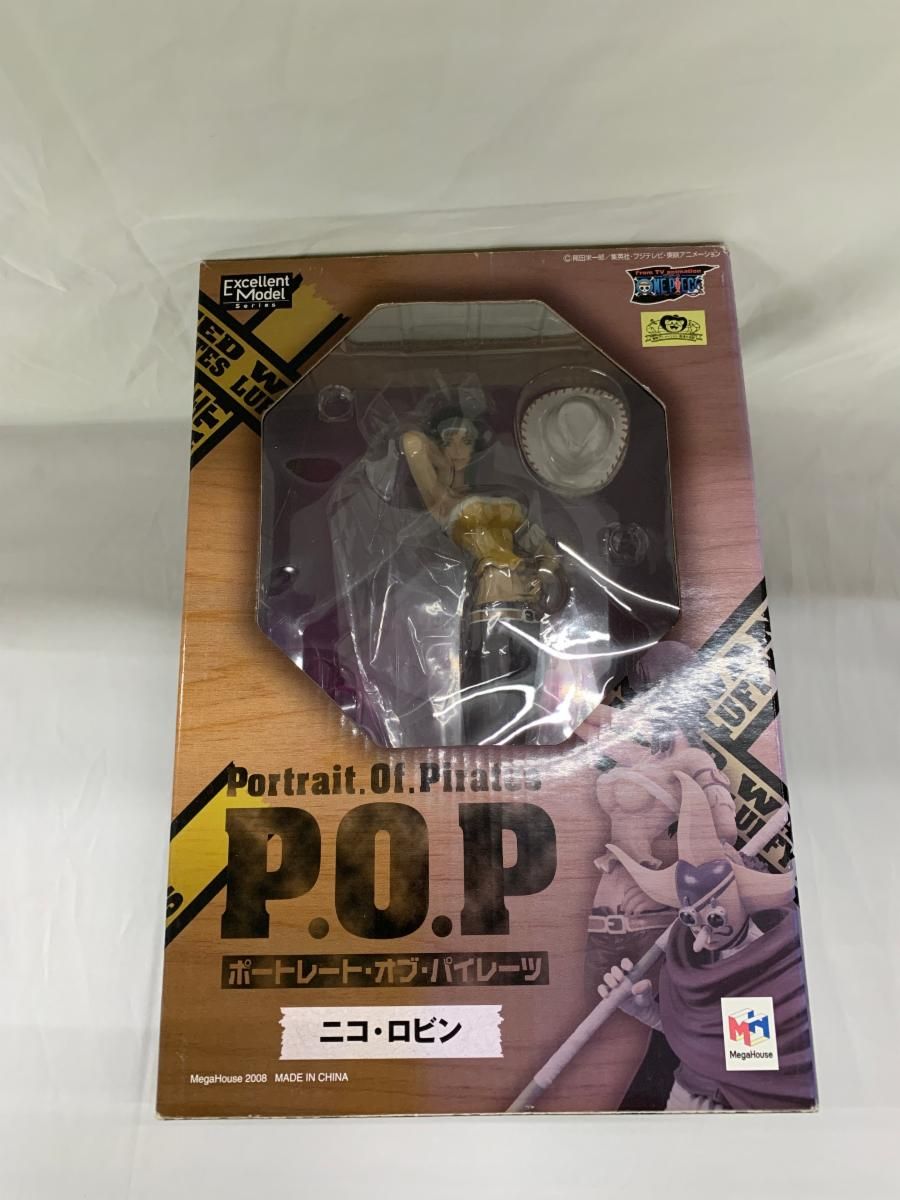 ©尾田栄一郎/集英社・フジテレビ・東映アニメーション
Excellent
Model
Series
From TV animation
ONE PIECE
Portrait.Of.Pirates
P.O.P
ポートレート・オブ・パイレーツ
ニコ・ロビン
MegaHouse
MegaHouse 2008 MADE IN CHINA